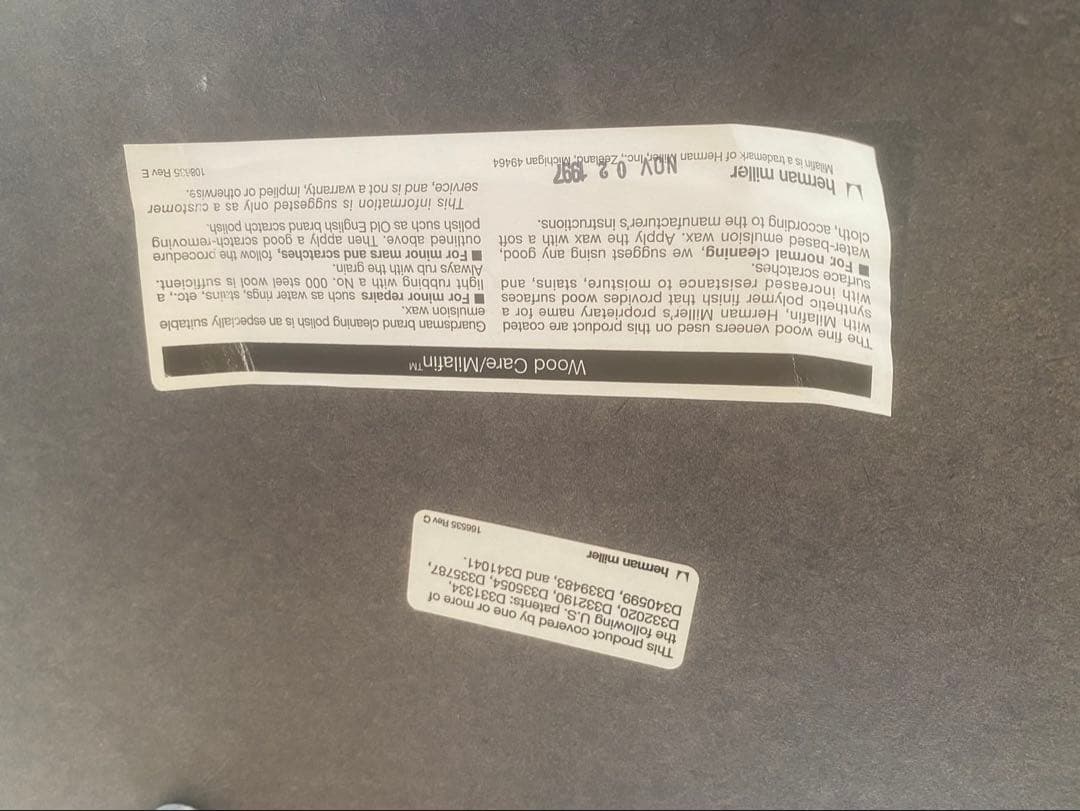 Wood Care/Milafin™
The fine wood veneers used on this product are coated
with Milafin, Herman Miller's proprietary name for a
synthetic polymer finish that provides wood surfaces
with increased resistance to moisture, stains, and
surface scratches.
■ For normal cleaning, we suggest using any good,
water-based emulsion wax. Apply the wax with a soft
cloth, according to the manufacturer's instructions.
herman miller
NOV 02 1997
Milafin is a trademark of Herman Miller, Inc., Zeeland, Michigan 49464
Guardsman brand cleaning polish is an especially suitable
emulsion wax.
■ For minor repairs such as water rings, stains, etc., a
light rubbing with a No. 000 steel wool is sufficient.
Always rub with the grain.
■ For minor mars and scratches, follow the procedure
outlined above. Then apply a good scratch-removing
polish such as Old English brand scratch polish.
This information is suggested only as a customer
service, and is not a warranty, implied or otherwise.
108435 Rev E
This product covered by one or more of
the following U.S. patents: D331334,
D332020, D332190, D335054, D335787,
D340599, D339483, and D341041.
herman miller
166535 Rev G